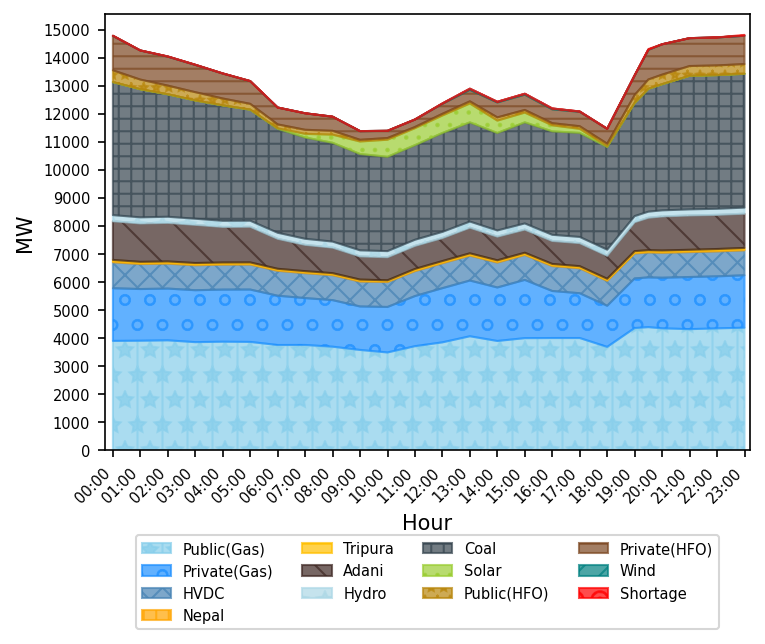 MW
15000
14000
13000
12000
11000
10000
9000
8000
7000
6000
5000
4000
3000
2000
1000
0
00:00 01:00 02:00 03:00 04:00 05:00 06:00 07:00 08:00 09:00 10:00 11:00 12:00 13:00 14:00 15:00 16:00 17:00 18:00 19:00 20:00 21:00 22:00 23:00
Hour
Public(Gas) Tripura Coal Private(HFO)
Private(Gas) Adani Solar Wind
HVDC Hydro Public(HFO) Shortage
Nepal